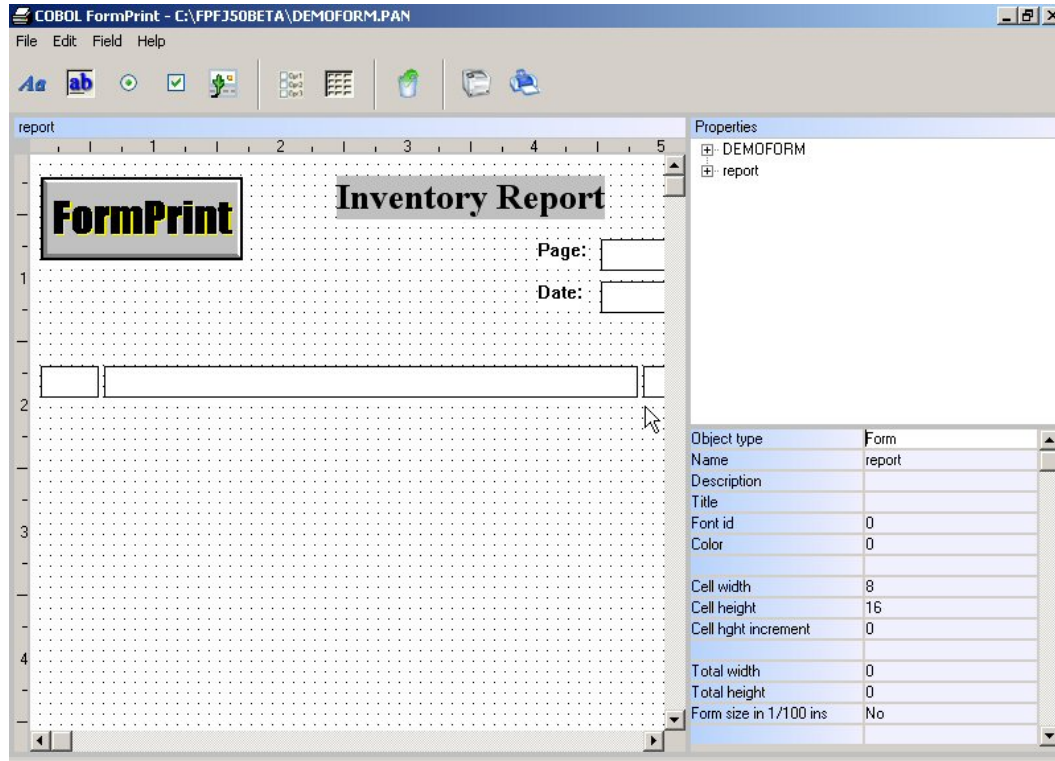 COBOL FormPrint - C:\FPFJ50BETA\DEMOFORM.PAN
File Edit Field Help
Aa ab
report
1 2 3 4 5
FormPrint
Inventory Report
Page:
1
Date:
2
3
4
Properties
DEMOFORM
report
Object type Form
Name report
Description
Title
Font id 0
Color 0
Cell width 8
Cell height 16
Cell hght increment 0
Total width 0
Total height 0
Form size in 1/100 ins No